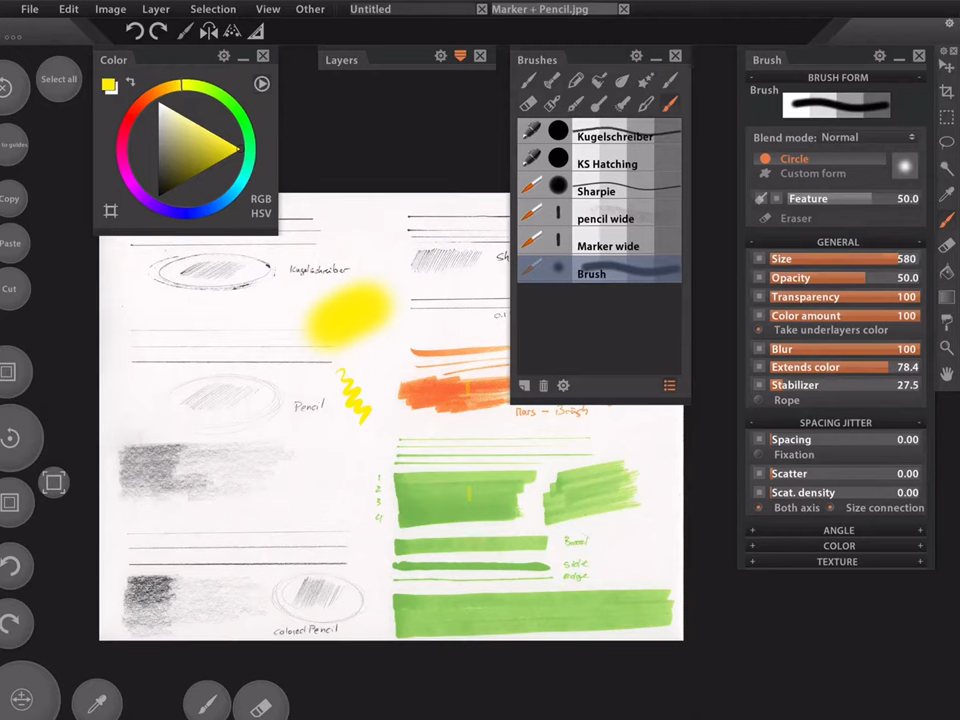 File Edit Image Layer Selection View Other Untitled Marker + Pencil.jpg
Select all
to guides
Copy
Paste
Cut
Color
RGB
HSV
Layers
Brushes
Kugelschreiber
KS Hatching
Sharpie
pencil wide
Marker wide
Brush
Brush
BRUSH FORM
Brush
Blend mode: Normal
Circle
Custom form
Feature 50.0
Eraser
GENERAL
Size 580
Opacity 50.0
Transparency 100
Color amount 100
Take underlayers color
Blur 100
Extends color 78.4
Stabilizer 27.5
Rope
SPACING JITTER
Spacing 0.00
Fixation
Scatter 0.00
Scat. density 0.00
Both axis Size connection
ANGLE
COLOR
TEXTURE
Kugelschreiber
Sh
Pencil
Colored Pencil
1
2
3
4
Broad
side
edge